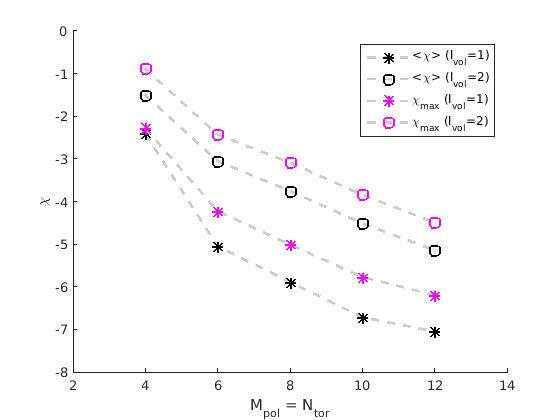 0
-1
-2
-3
-4
-5
-6
-7
-8
χ
2 4 6 8 10 12 14
M_pol = N_tor
<χ> (I_vol=1)
<χ> (I_vol=2)
χ_max (I_vol=1)
χ_max (I_vol=2)